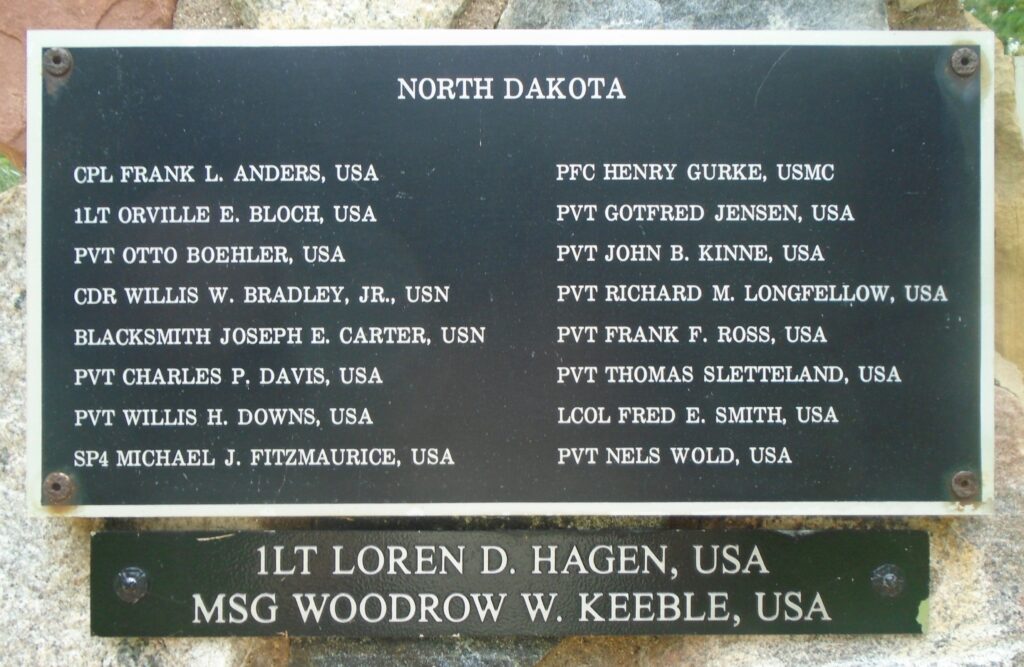 NORTH DAKOTA
CPL FRANK L. ANDERS, USA
1LT ORVILLE E. BLOCH, USA
PVT OTTO BOEHLER, USA
CDR WILLIS W. BRADLEY, JR., USN
BLACKSMITH JOSEPH E. CARTER, USN
PVT CHARLES P. DAVIS, USA
PVT WILLIS H. DOWNS, USA
SP4 MICHAEL J. FITZMAURICE, USA
PFC HENRY GURKE, USMC
PVT GOTFRED JENSEN, USA
PVT JOHN B. KINNE, USA
PVT RICHARD M. LONGFELLOW, USA
PVT FRANK F. ROSS, USA
PVT THOMAS SLETTELAND, USA
LCOL FRED E. SMITH, USA
PVT NELS WOLD, USA
1LT LOREN D. HAGEN, USA
MSG WOODROW W. KEEBLE, USA